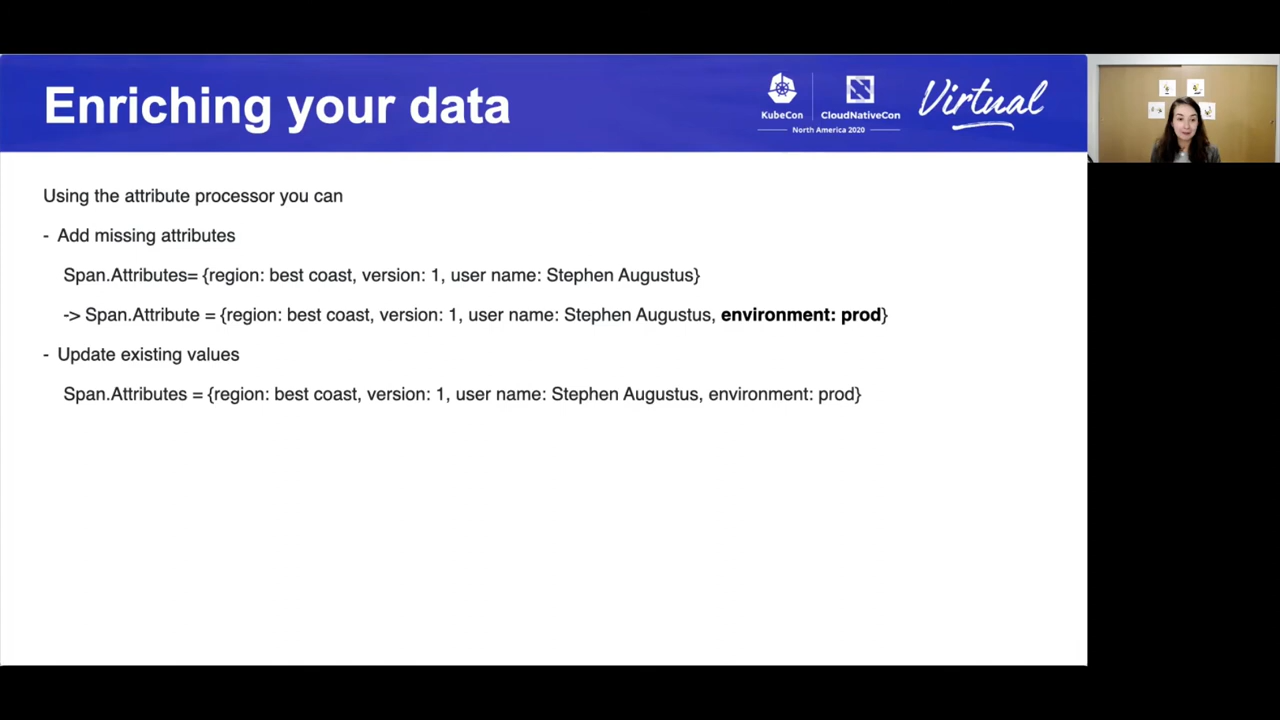 Enriching your data
KubeCon
CloudNativeCon
North America 2020
Virtual
Using the attribute processor you can
- Add missing attributes
Span.Attributes= {region: best coast, version: 1, user name: Stephen Augustus}
-> Span.Attribute = {region: best coast, version: 1, user name: Stephen Augustus, environment: prod}
- Update existing values
Span.Attributes = {region: best coast, version: 1, user name: Stephen Augustus, environment: prod}